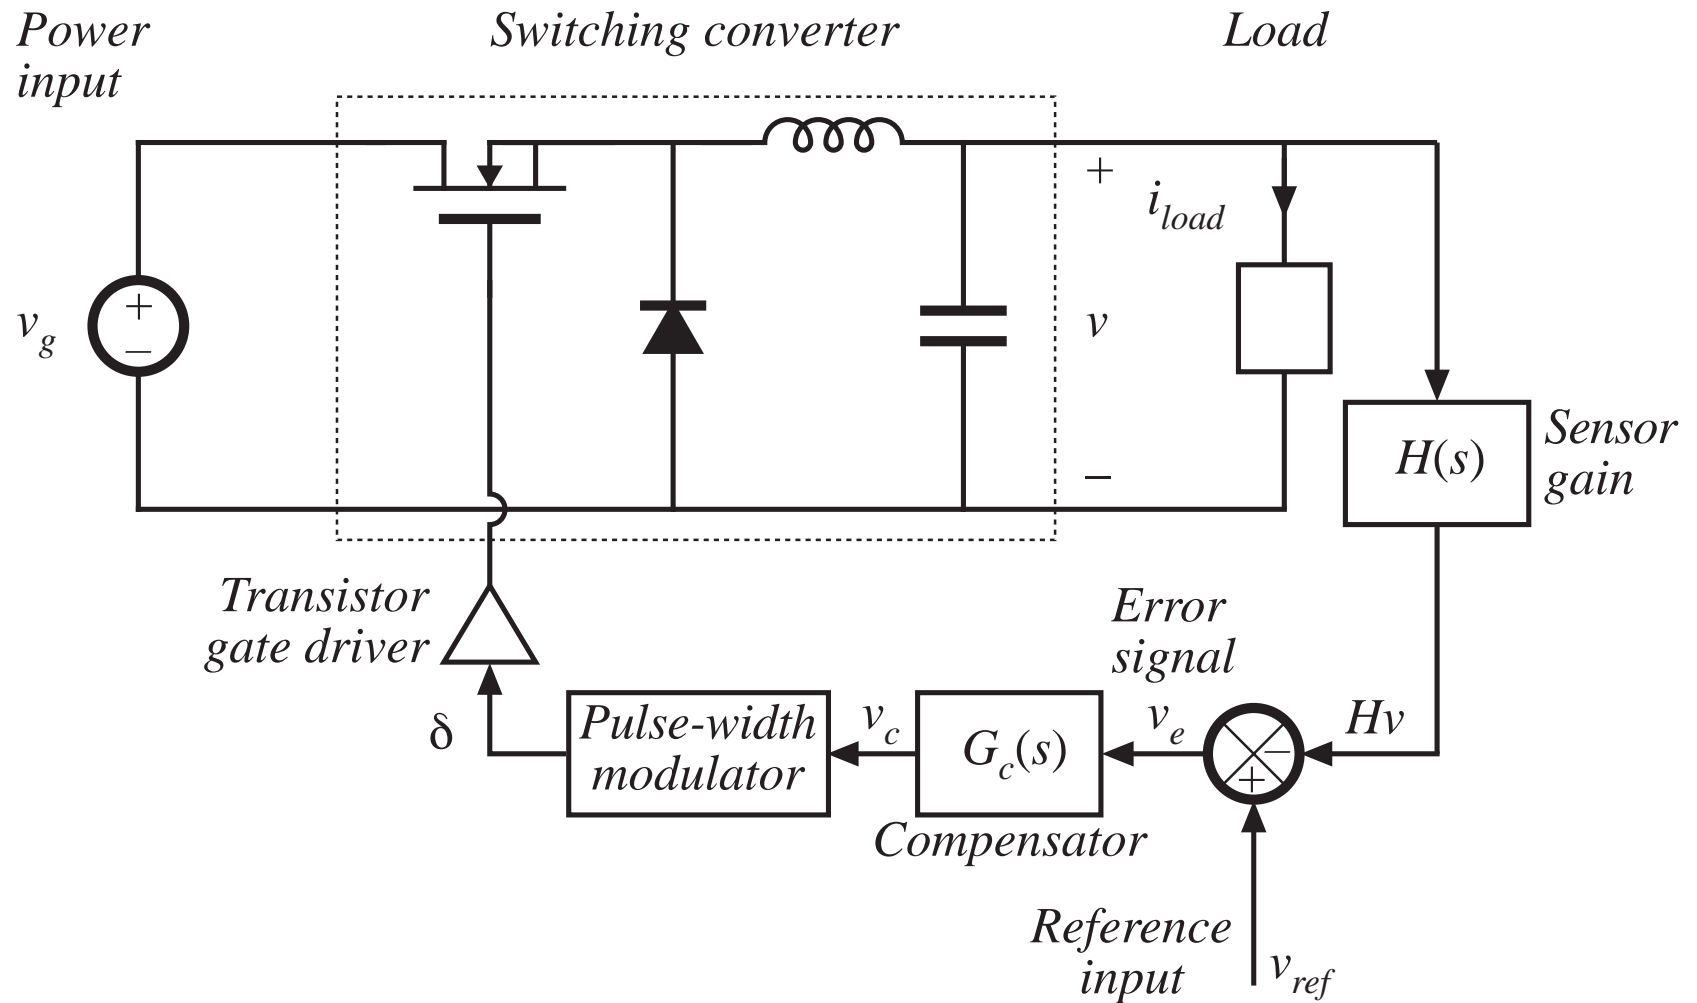 Power
input
Switching converter
Load
+
i_load
v_g
+
–
v
–
H(s)
Sensor
gain
Transistor
gate driver
Error
signal
δ
Pulse-width
modulator
v_c
G_c(s)
v_e
–
+
Hv
Compensator
Reference
input
v_ref